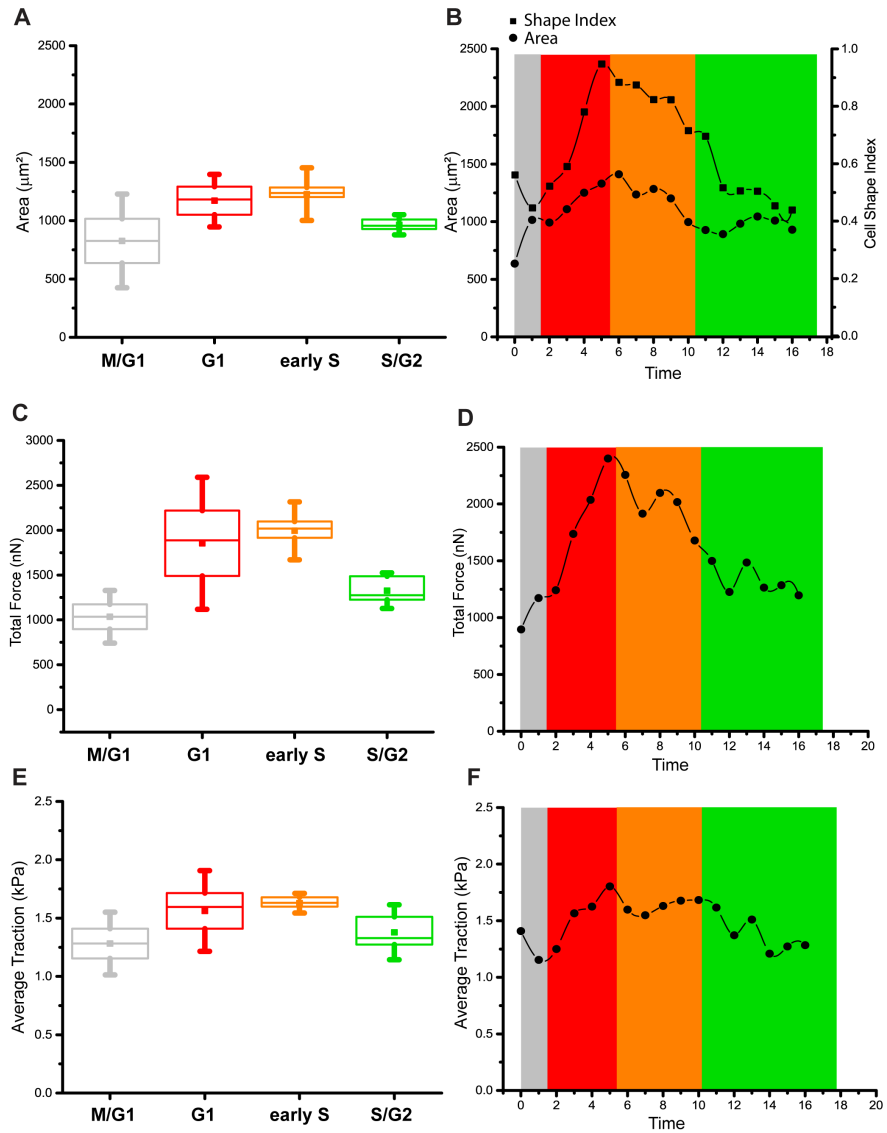 A
2500
2000
1500
1000
500
0
Area (µm²)
M/G1 G1 early S S/G2
B
Shape Index
Area
2500
2000
1500
1000
500
0
Area (µm²)
1.0
0.8
0.6
0.4
0.2
0.0
Cell Shape Index
0 2 4 6 8 10 12 14 16
Time
C
3000
2500
2000
1500
1000
500
0
Total Force (nN)
M/G1 G1 early S S/G2
D
2500
2000
1500
1000
500
0
Total Force (nN)
0 2 4 6 8 10 12 14 16 18 20
Time
E
2.5
2.0
1.5
1.0
0.5
0.0
Average Traction (kPa)
M/G1 G1 early S S/G2
F
2.5
2.0
1.5
1.0
0.5
0.0
Average Traction (kPa)
0 2 4 6 8 10 12 14 16 18 20
Time